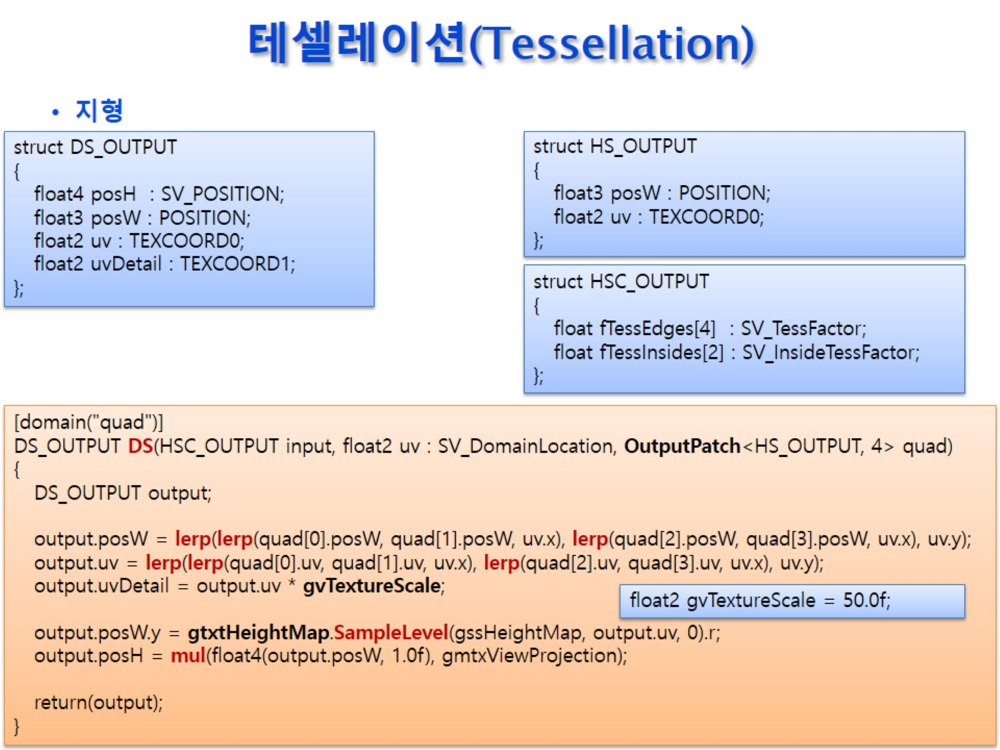 테셀레이션(Tessellation)
• 지형
struct DS_OUTPUT
{
float4 posH : SV_POSITION;
float3 posW : POSITION;
float2 uv : TEXCOORD0;
float2 uvDetail : TEXCOORD1;
};
struct HS_OUTPUT
{
float3 posW : POSITION;
float2 uv : TEXCOORD0;
};
struct HSC_OUTPUT
{
float fTessEdges[4] : SV_TessFactor;
float fTessInsides[2] : SV_InsideTessFactor;
};
[domain("quad")]
DS_OUTPUT DS(HSC_OUTPUT input, float2 uv : SV_DomainLocation, OutputPatch<HS_OUTPUT, 4> quad)
{
DS_OUTPUT output;
output.posW = lerp(lerp(quad[0].posW, quad[1].posW, uv.x), lerp(quad[2].posW, quad[3].posW, uv.x), uv.y);
output.uv = lerp(lerp(quad[0].uv, quad[1].uv, uv.x), lerp(quad[2].uv, quad[3].uv, uv.x), uv.y);
output.uvDetail = output.uv * gvTextureScale;
float2 gvTextureScale = 50.0f;
output.posW.y = gtxtHeightMap.SampleLevel(gssHeightMap, output.uv, 0).r;
output.posH = mul(float4(output.posW, 1.0f), gmtxViewProjection);
return(output);
}